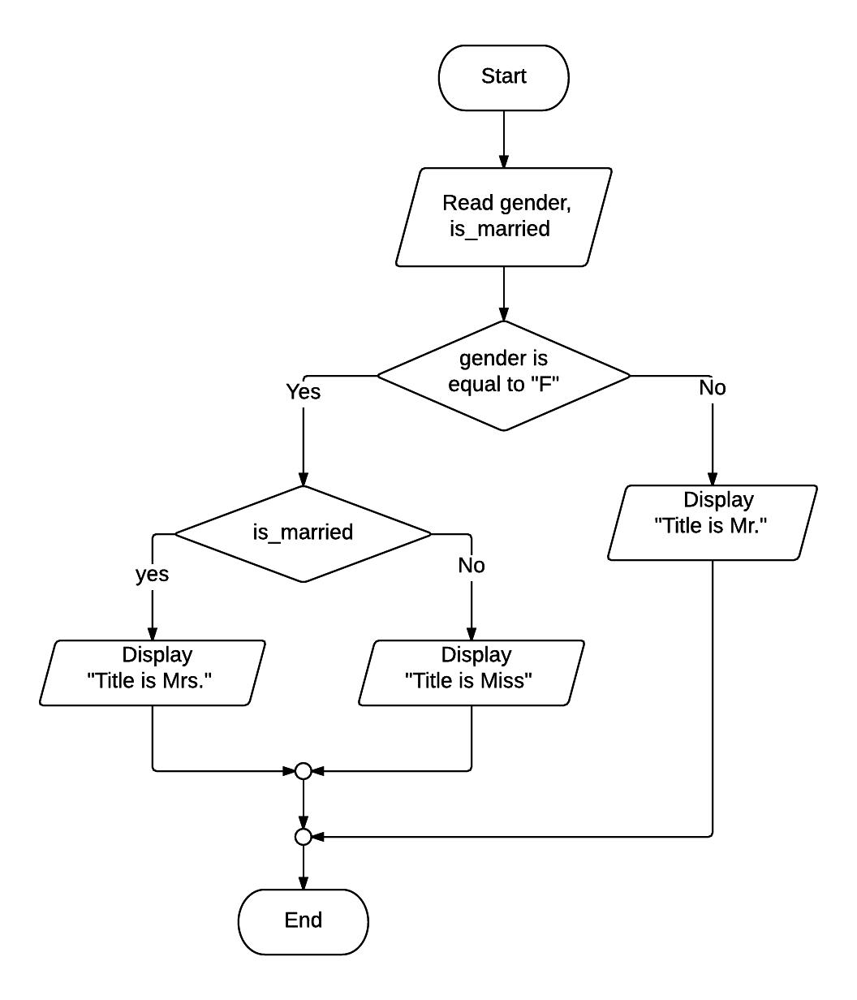 Start
Read gender,
is_married
gender is
equal to "F"
Yes
No
Display
"Title is Mr."
is_married
yes
No
Display
"Title is Mrs."
Display
"Title is Miss"
End